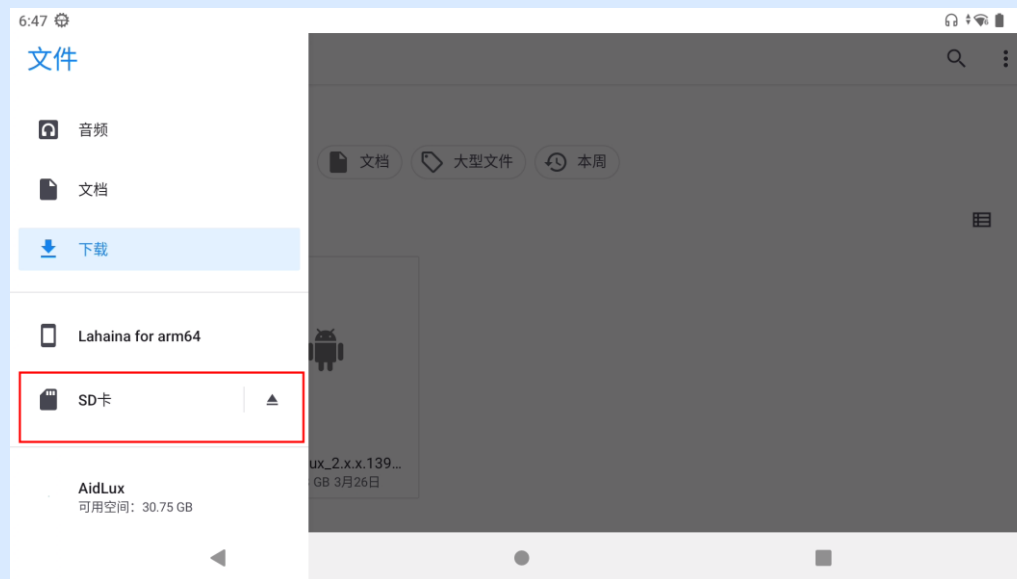 6:47
文件
音频
文档
下载
Lahaina for arm64
SD卡
AidLux
可用空间：30.75 GB
文档
大型文件
本周
ux_2.x.x.139...
GB 3月26日